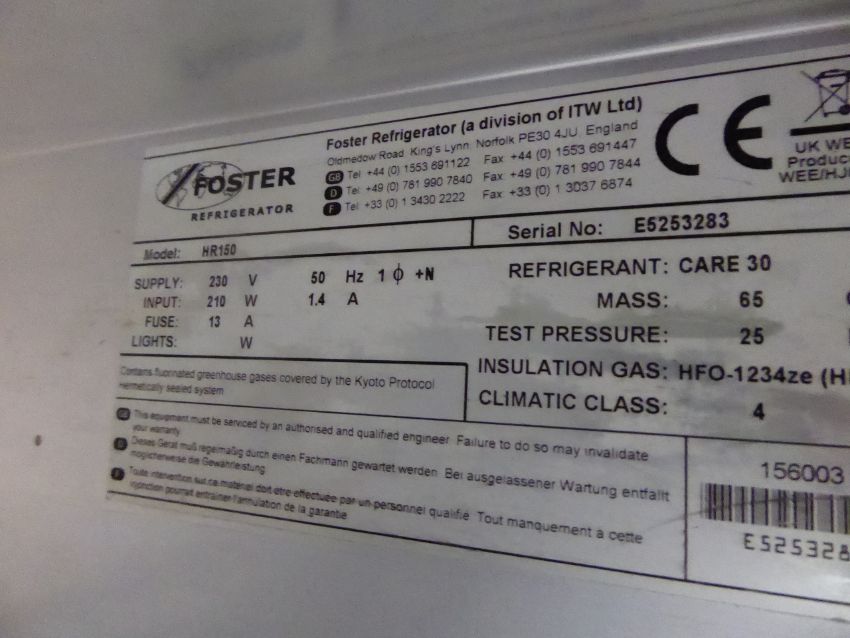 FOSTER
REFRIGERATOR
Foster Refrigerator (a division of ITW Ltd)
Oldmedow Road, King's Lynn, Norfolk PE30 4JU, England
GB Tel: +44 (0) 1553 691122 Fax: +44 (0) 1553 691447
D Tel: +49 (0) 781 990 7840 Fax: +49 (0) 781 990 7844
F Tel: +33 (0) 1 3430 2222 Fax: +33 (0) 1 3037 6874
CE
UK WE
Produc
WEE/HJ
Model: HR150
Serial No: E5253283
SUPPLY: 230 V 50 Hz 1 ϕ +N
INPUT: 210 W 1.4 A
FUSE: 13 A
LIGHTS: W
REFRIGERANT: CARE 30
MASS: 65
TEST PRESSURE: 25
INSULATION GAS: HFO-1234ze (H
CLIMATIC CLASS: 4
Contains fluorinated greenhouse gases covered by the Kyoto Protocol
Hermetically sealed system
GB This equipment must be serviced by an authorised and qualified engineer. Failure to do so may invalidate
your warranty
D Dieses Gerat muß regelmaßig durch einen Fachmann gewartet werden. Bei ausgelassener Wartung entfallt
moglicherweise die Gewahrleistung
F Toute intervention sur ce materiel doit etre effectuée par un personnel qualifié. Tout manquement à cette
injonction pourrait entraîner l'annulation de la garantie
156003
E525328